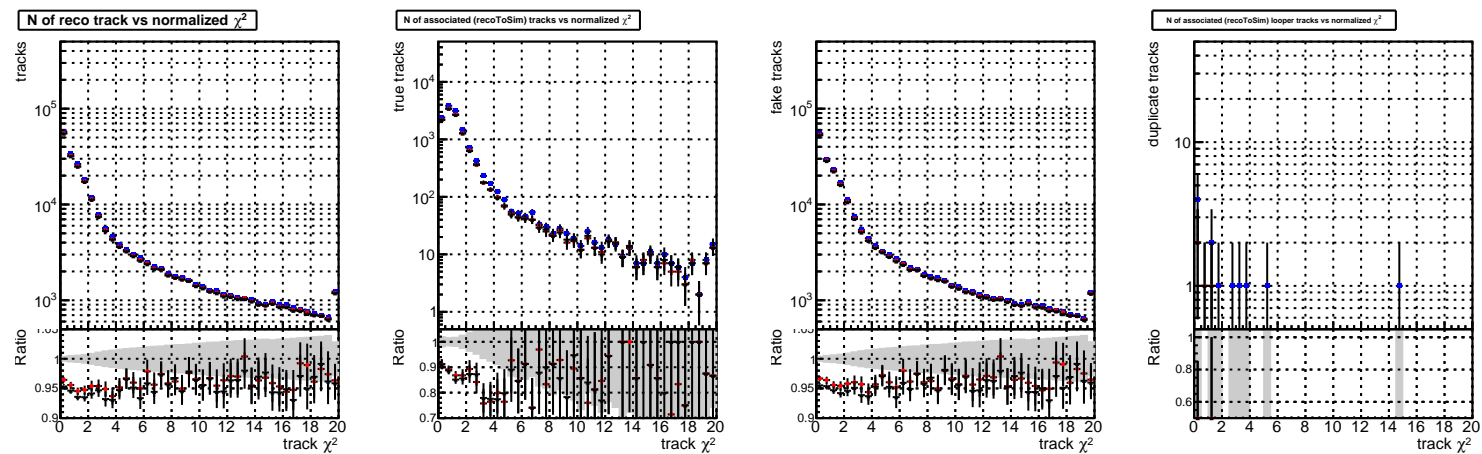 N of reco track vs normalized χ²
tracks
10⁵
10⁴
10³
Ratio
1
0.95
0.9
0 2 4 6 8 10 12 14 16 18 20
track χ²
N of associated (recoToSim) tracks vs normalized χ²
true tracks
10⁴
10³
10²
10
1
Ratio
1
0.9
0.8
0.7
0 2 4 6 8 10 12 14 16 18 20
track χ²
fake tracks
10⁵
10⁴
10³
Ratio
1
0.95
0.9
0 2 4 6 8 10 12 14 16 18 20
track χ²
N of associated (recoToSim) looper tracks vs normalized χ²
duplicate tracks
10
1
Ratio
1
0.8
0.6
0 2 4 6 8 10 12 14 16 18 20
track χ²